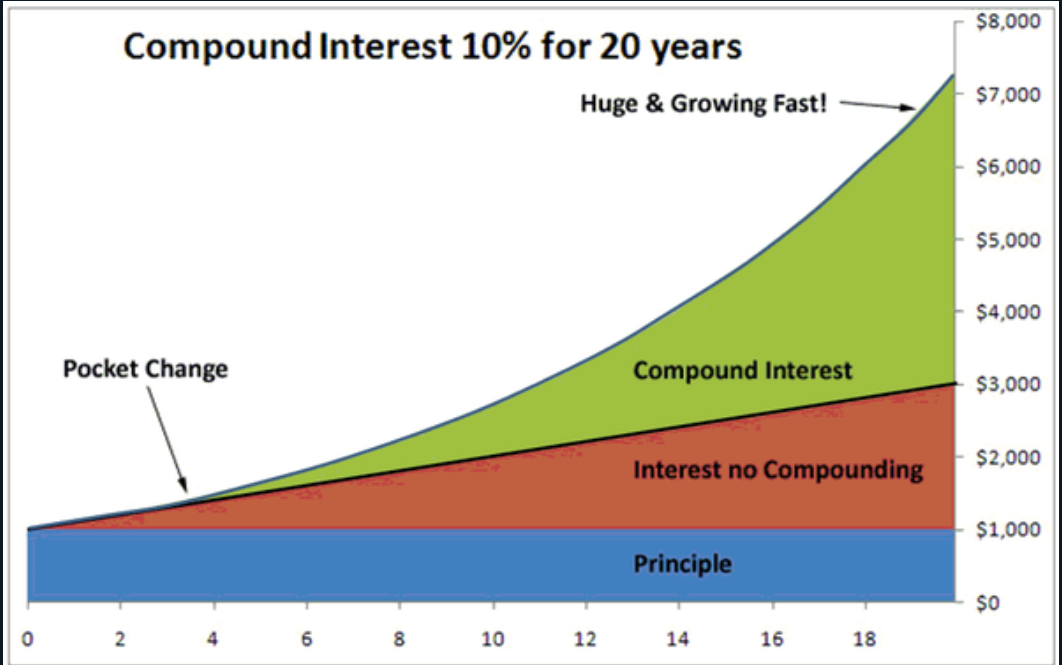 Compound Interest 10% for 20 years
$8,000
Huge & Growing Fast!
$7,000
$6,000
$5,000
$4,000
Pocket Change
Compound Interest
$3,000
Interest no Compounding
$2,000
$1,000
Principle
$0
0 2 4 6 8 10 12 14 16 18